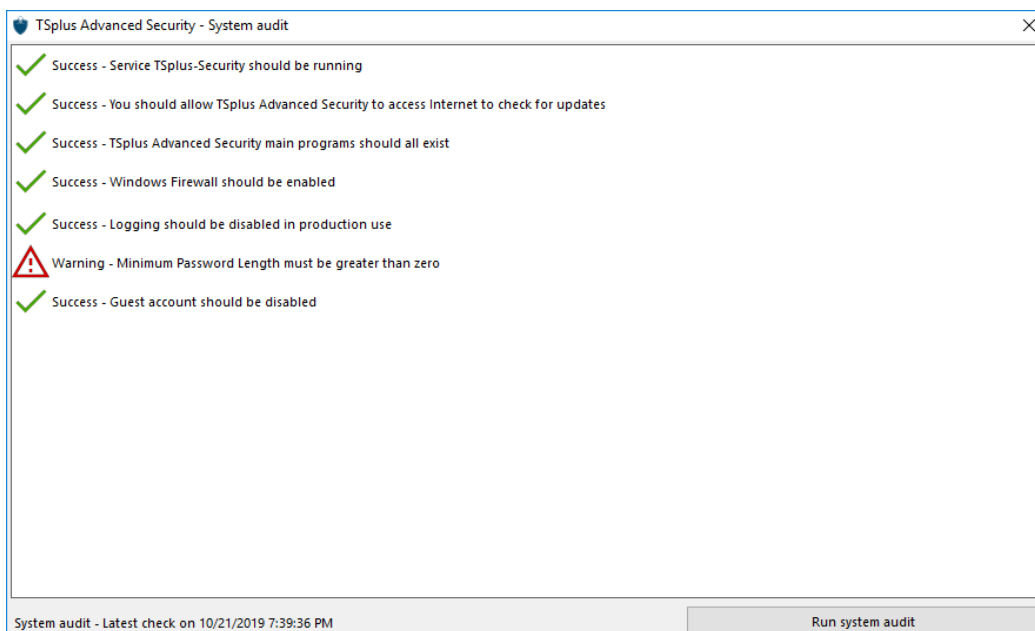 TSplus Advanced Security - System audit
Success - Service TSplus-Security should be running
Success - You should allow TSplus Advanced Security to access Internet to check for updates
Success - TSplus Advanced Security main programs should all exist
Success - Windows Firewall should be enabled
Success - Logging should be disabled in production use
Warning - Minimum Password Length must be greater than zero
Success - Guest account should be disabled
System audit - Latest check on 10/21/2019 7:39:36 PM
Run system audit